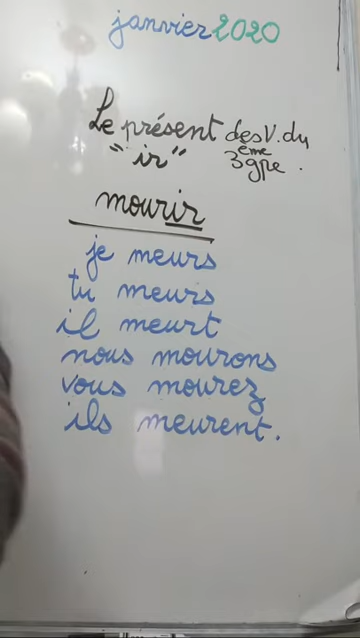 janvier 2020
Le présent des V. du
"ir" 3ème gpe.
mourir
je meurs
tu meurs
il meurt
nous mourons
vous mourez
ils meurent.